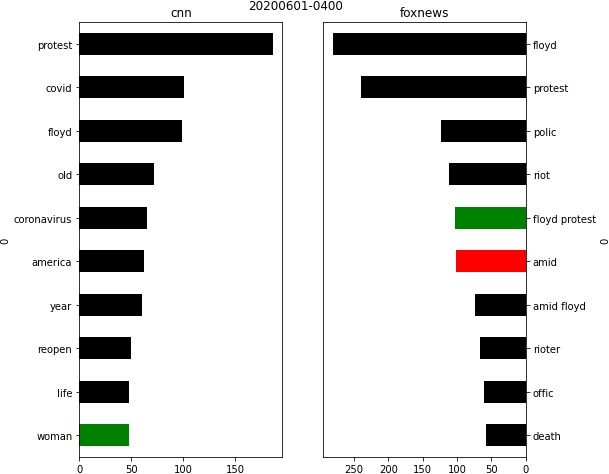 20200601-0400
cnn
foxnews
protest
covid
floyd
old
coronavirus
america
year
reopen
life
woman
0
0 50 100 150
floyd
protest
polic
riot
floyd protest
amid
amid floyd
rioter
offic
death
0
250 200 150 100 50 0